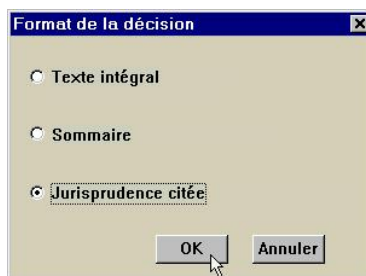 Format de la décision
Texte intégral
Sommaire
Jurisprudence citée
OK Annuler